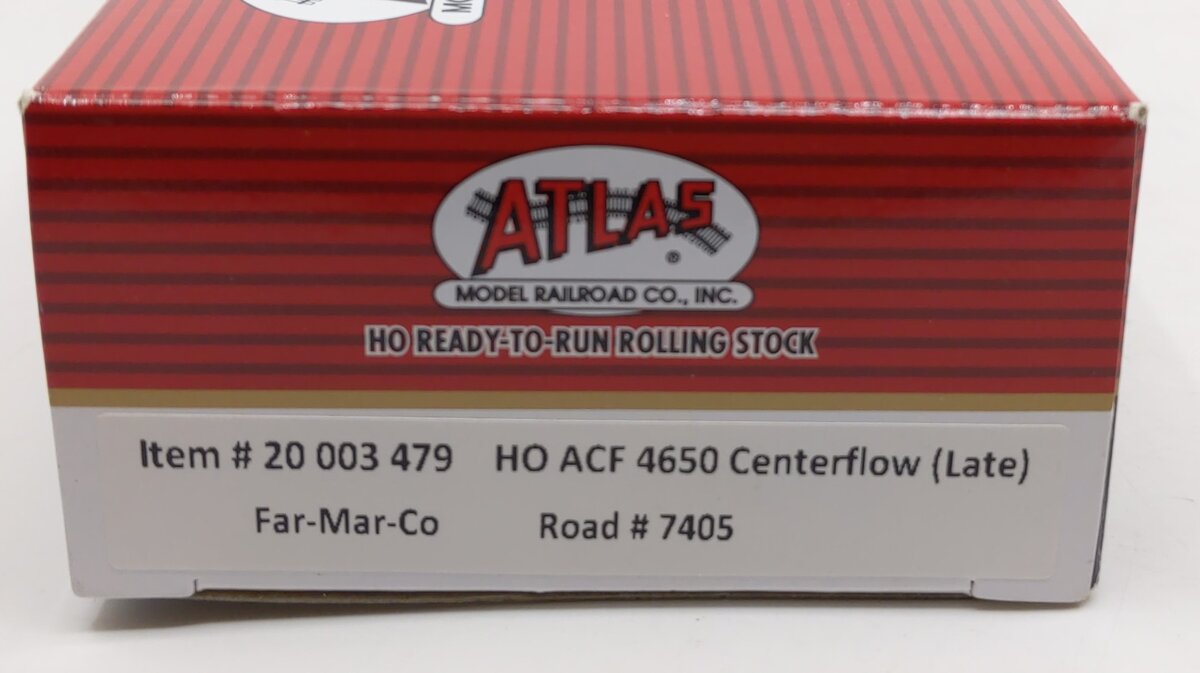 ATLAS
®
MODEL RAILROAD CO., INC.
HO READY-TO-RUN ROLLING STOCK
Item # 20 003 479 HO ACF 4650 Centerflow (Late)
Far-Mar-Co Road # 7405